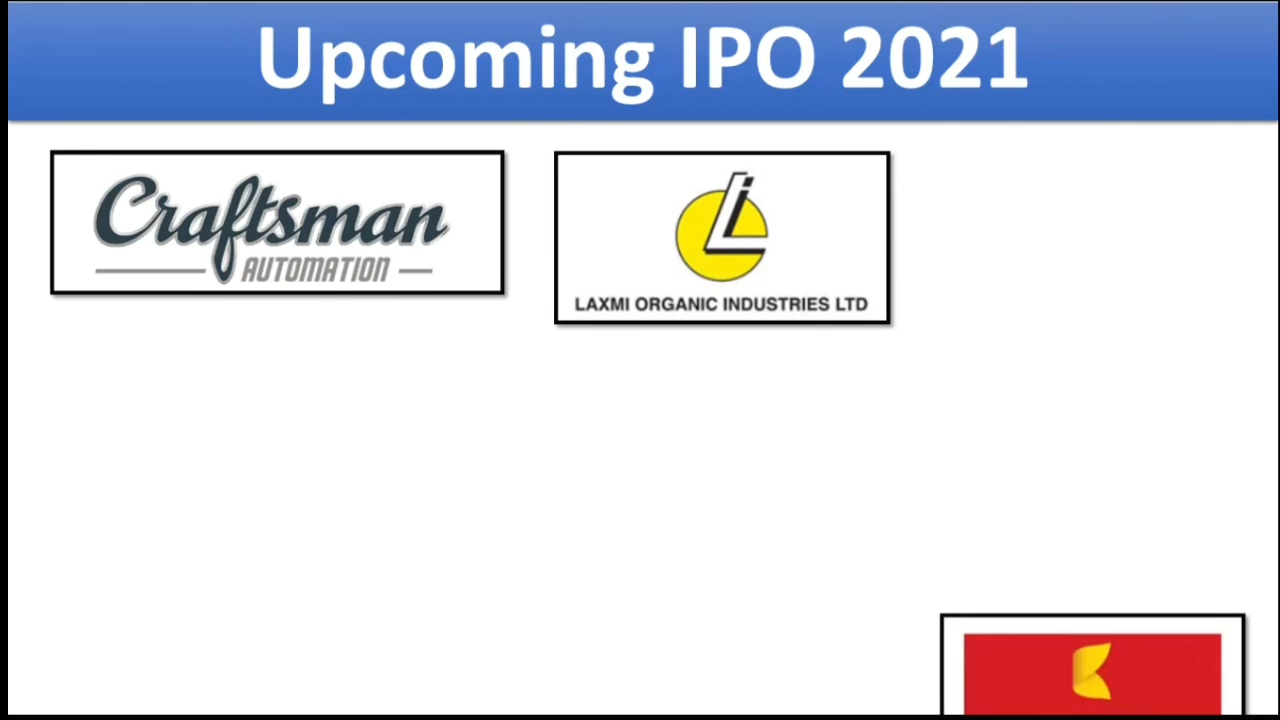 Upcoming IPO 2021
Craftsman
AUTOMATION
LAXMI ORGANIC INDUSTRIES LTD